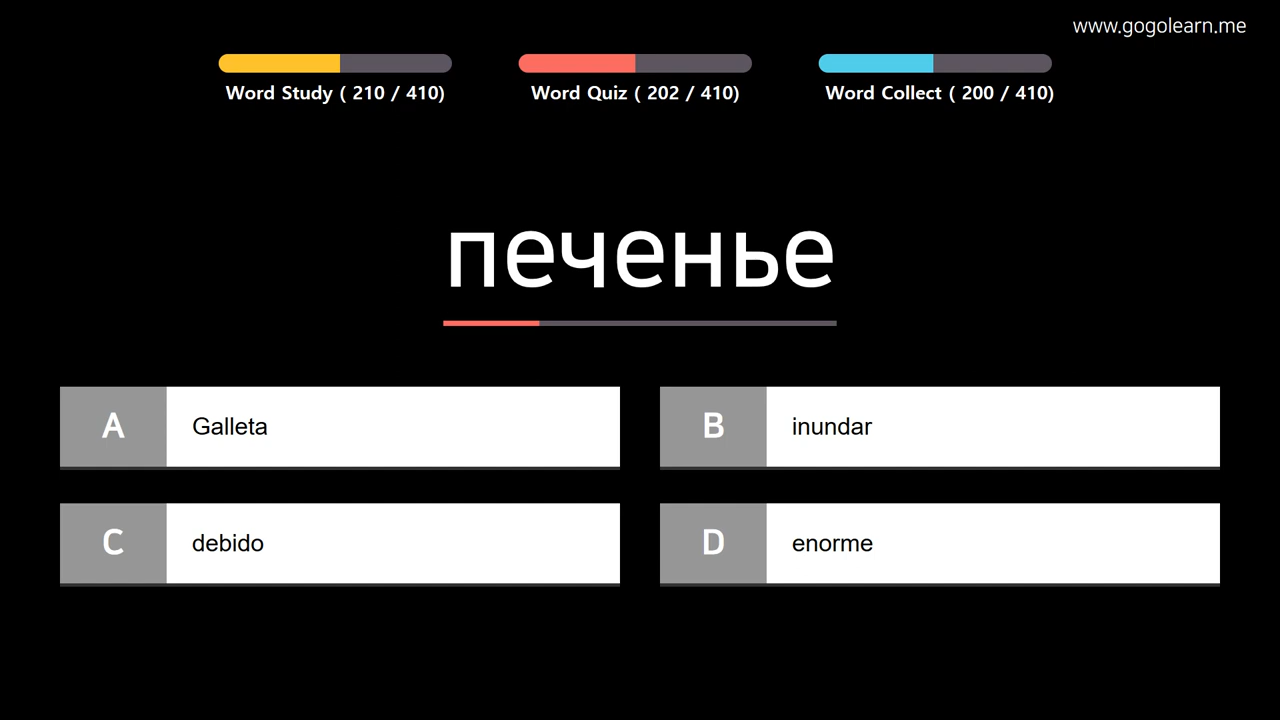 www.gogolearn.me
Word Study ( 210 / 410)
Word Quiz ( 202 / 410)
Word Collect ( 200 / 410)
печенье
A Galleta
B inundar
C debido
D enorme